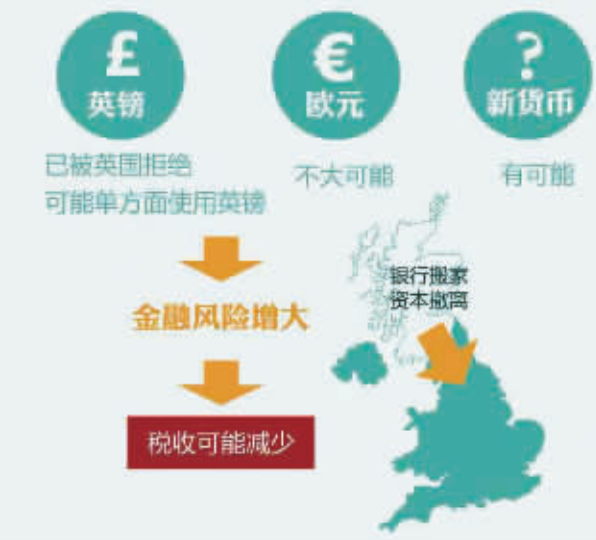 £
英镑
€
欧元
?
新货币
已被英国拒绝
可能单方面使用英镑
不大可能
有可能
银行搬家
资本撤离
金融风险增大
税收可能减少